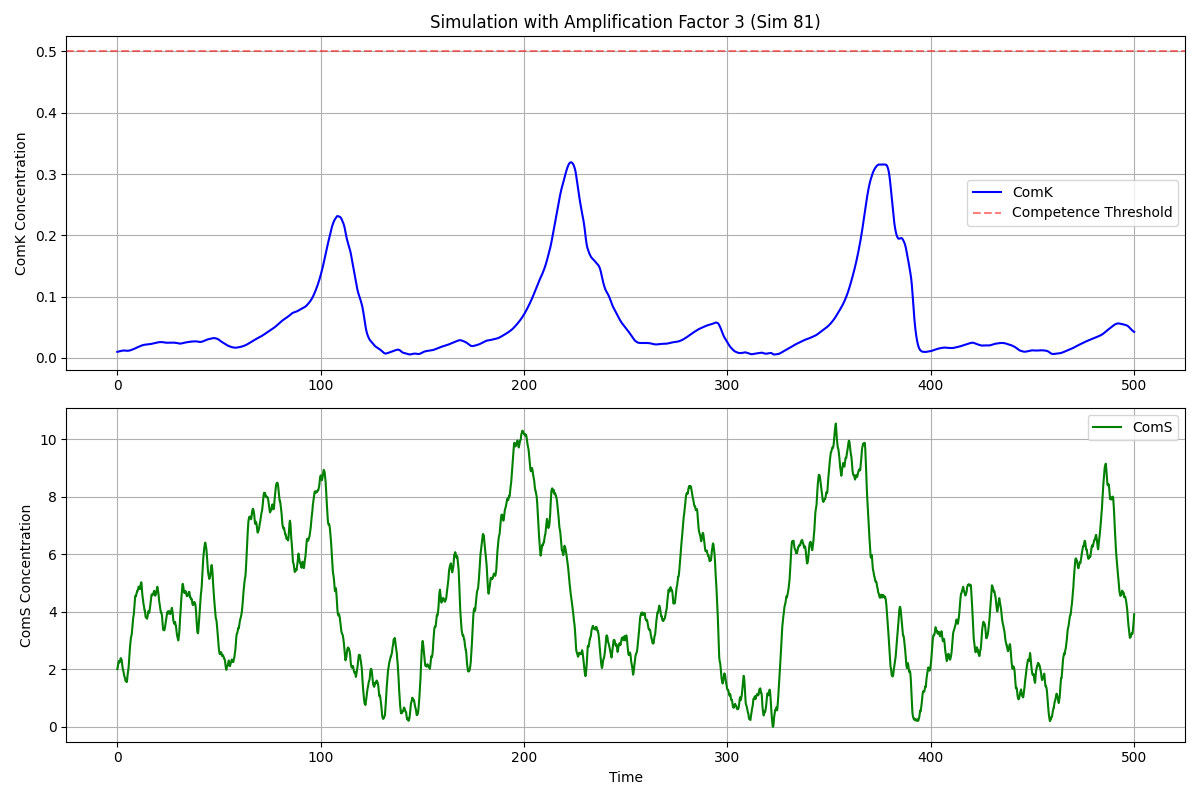 Simulation with Amplification Factor 3 (Sim 81)
ComK Concentration
0.5
0.4
0.3
0.2
0.1
0.0
ComK
Competence Threshold
0 100 200 300 400 500
ComS Concentration
10
8
6
4
2
0
ComS
0 100 200 300 400 500
Time